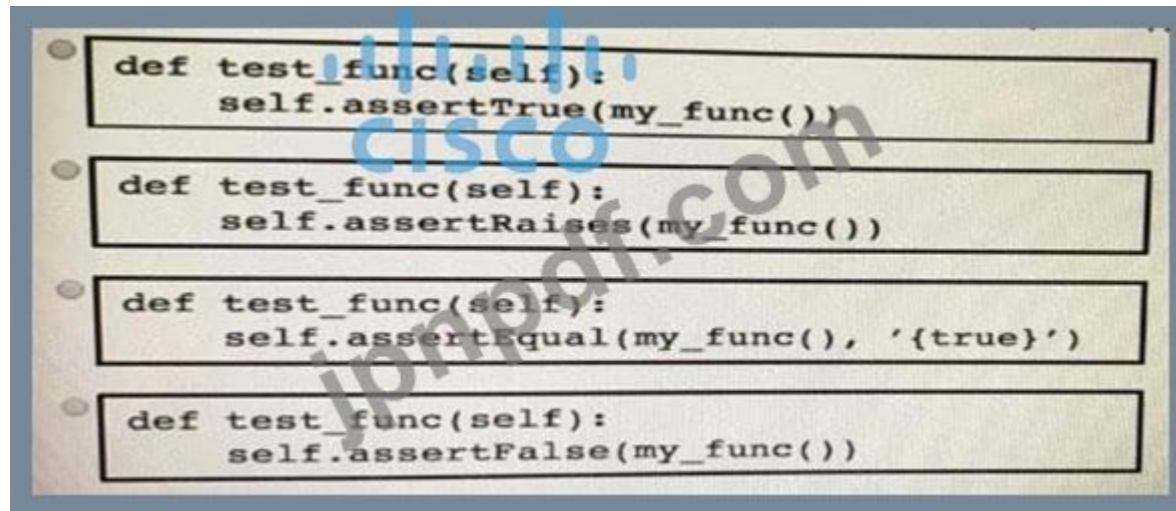 def test_func(self):
self.assertTrue(my_func())
CISCO
def test_func(self):
self.assertRaises(my_func())
def test_func(self):
self.assertEqual(my_func(), '{true}')
def test_func(self):
self.assertFalse(my_func())
jpnpdf.com